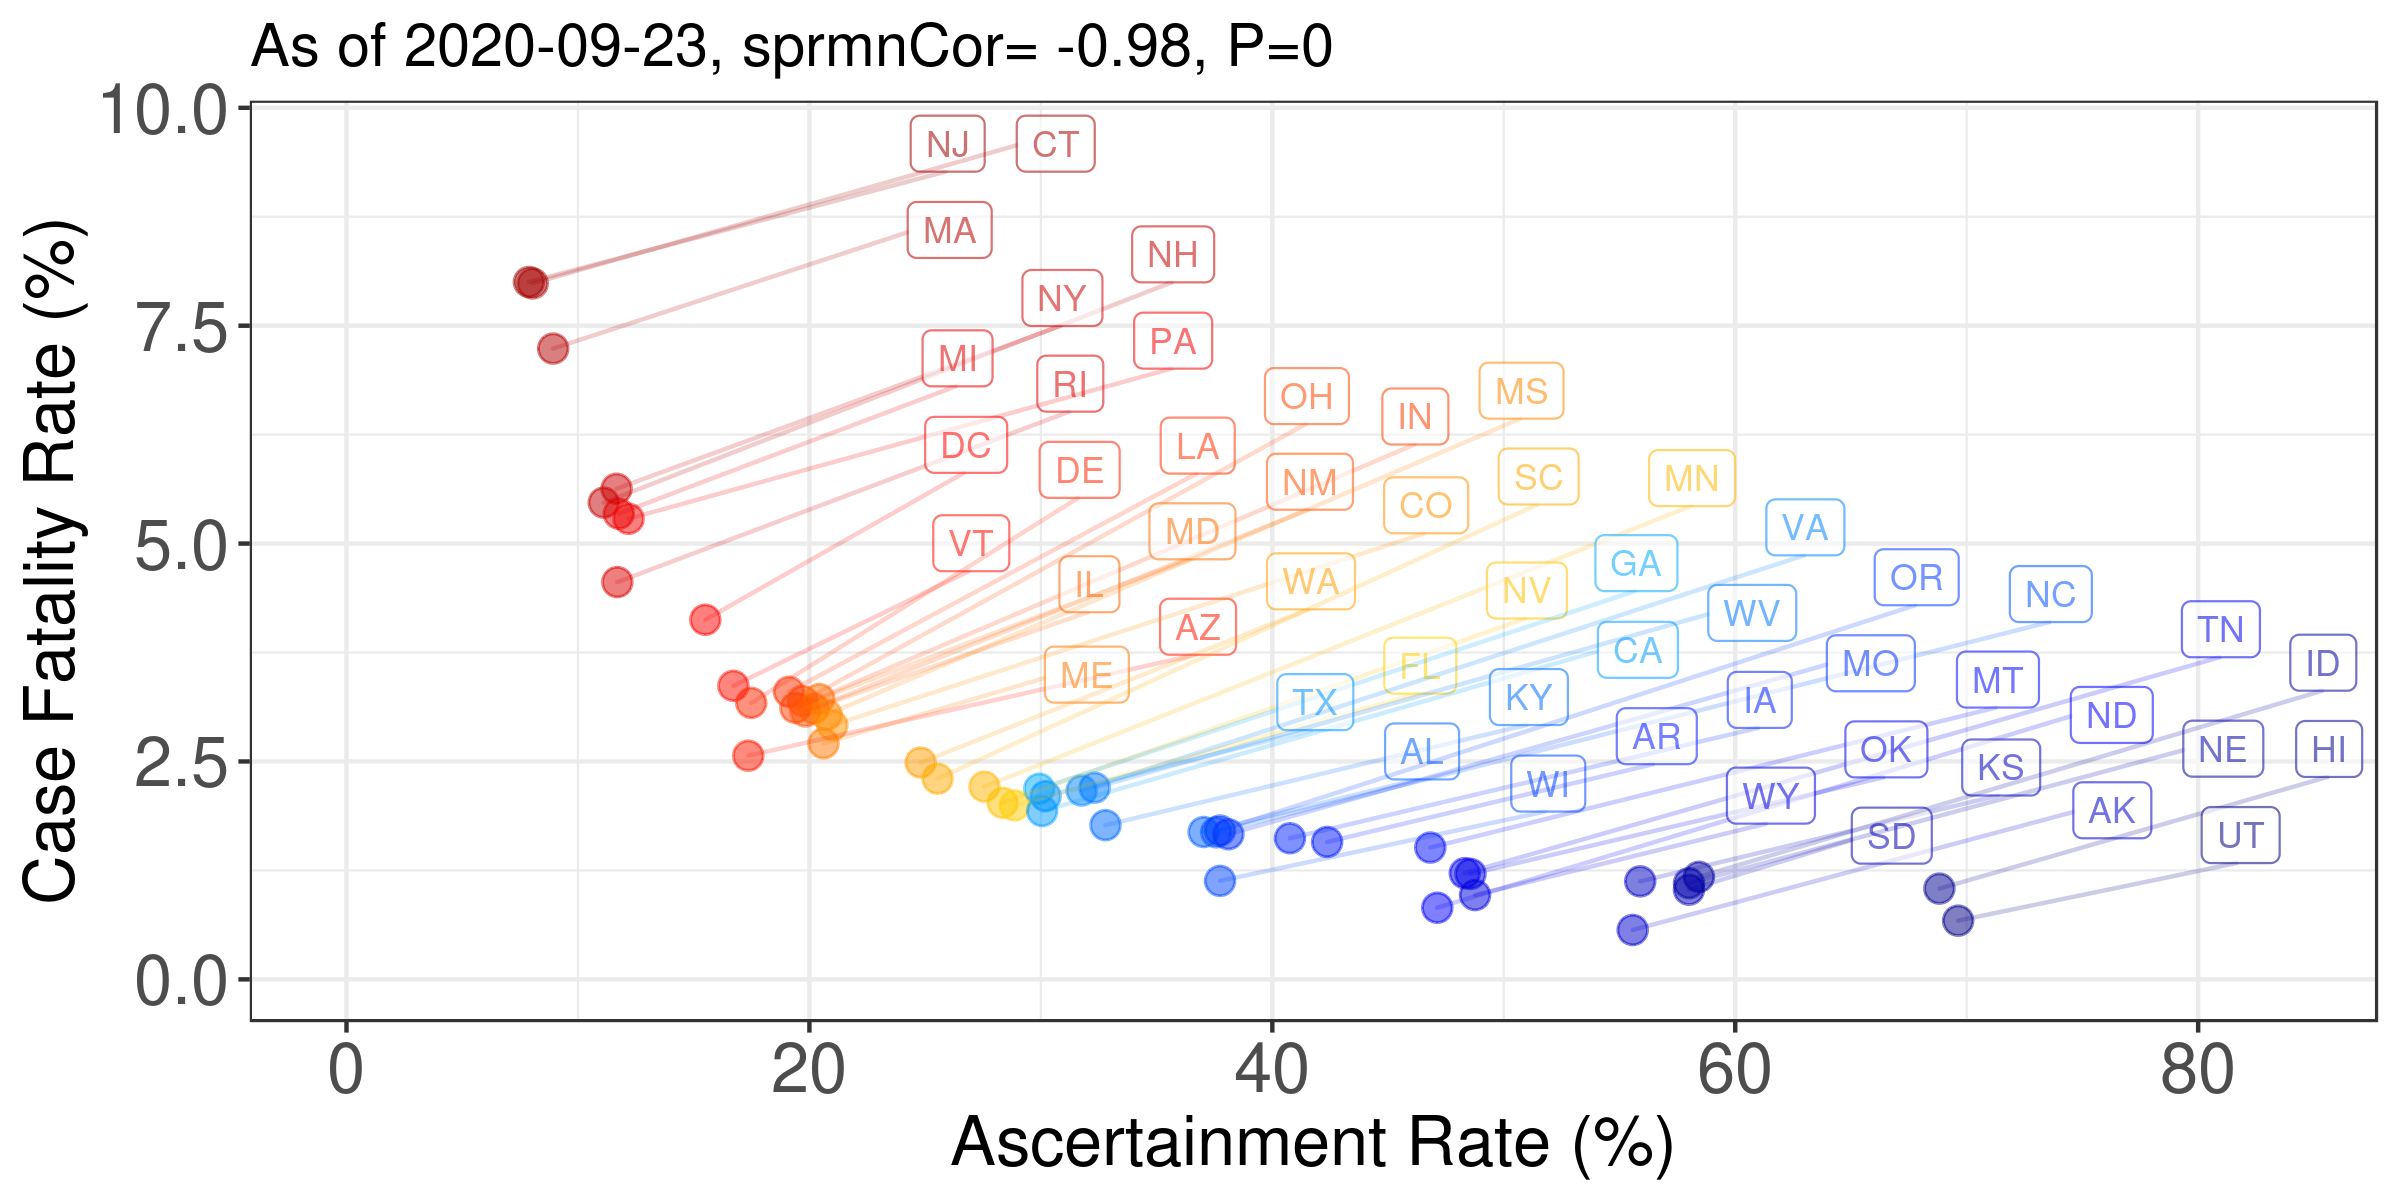 As of 2020-09-23, sprmnCor= -0.98, P=0
Case Fatality Rate (%)
10.0
7.5
5.0
2.5
0.0
NJ CT
MA
NH
NY
PA
MI
RI
OH
IN
MS
DC
DE
LA
NM
CO
SC
MN
VT
MD
IL
WA
NV
GA
VA
OR
NC
AZ
WV
TN
ME
FL
CA
MO
ID
TX
KY
IA
MT
ND
AL
AR
OK
NE
HI
WI
WY
KS
AK
SD
UT
0 20 40 60 80
Ascertainment Rate (%)